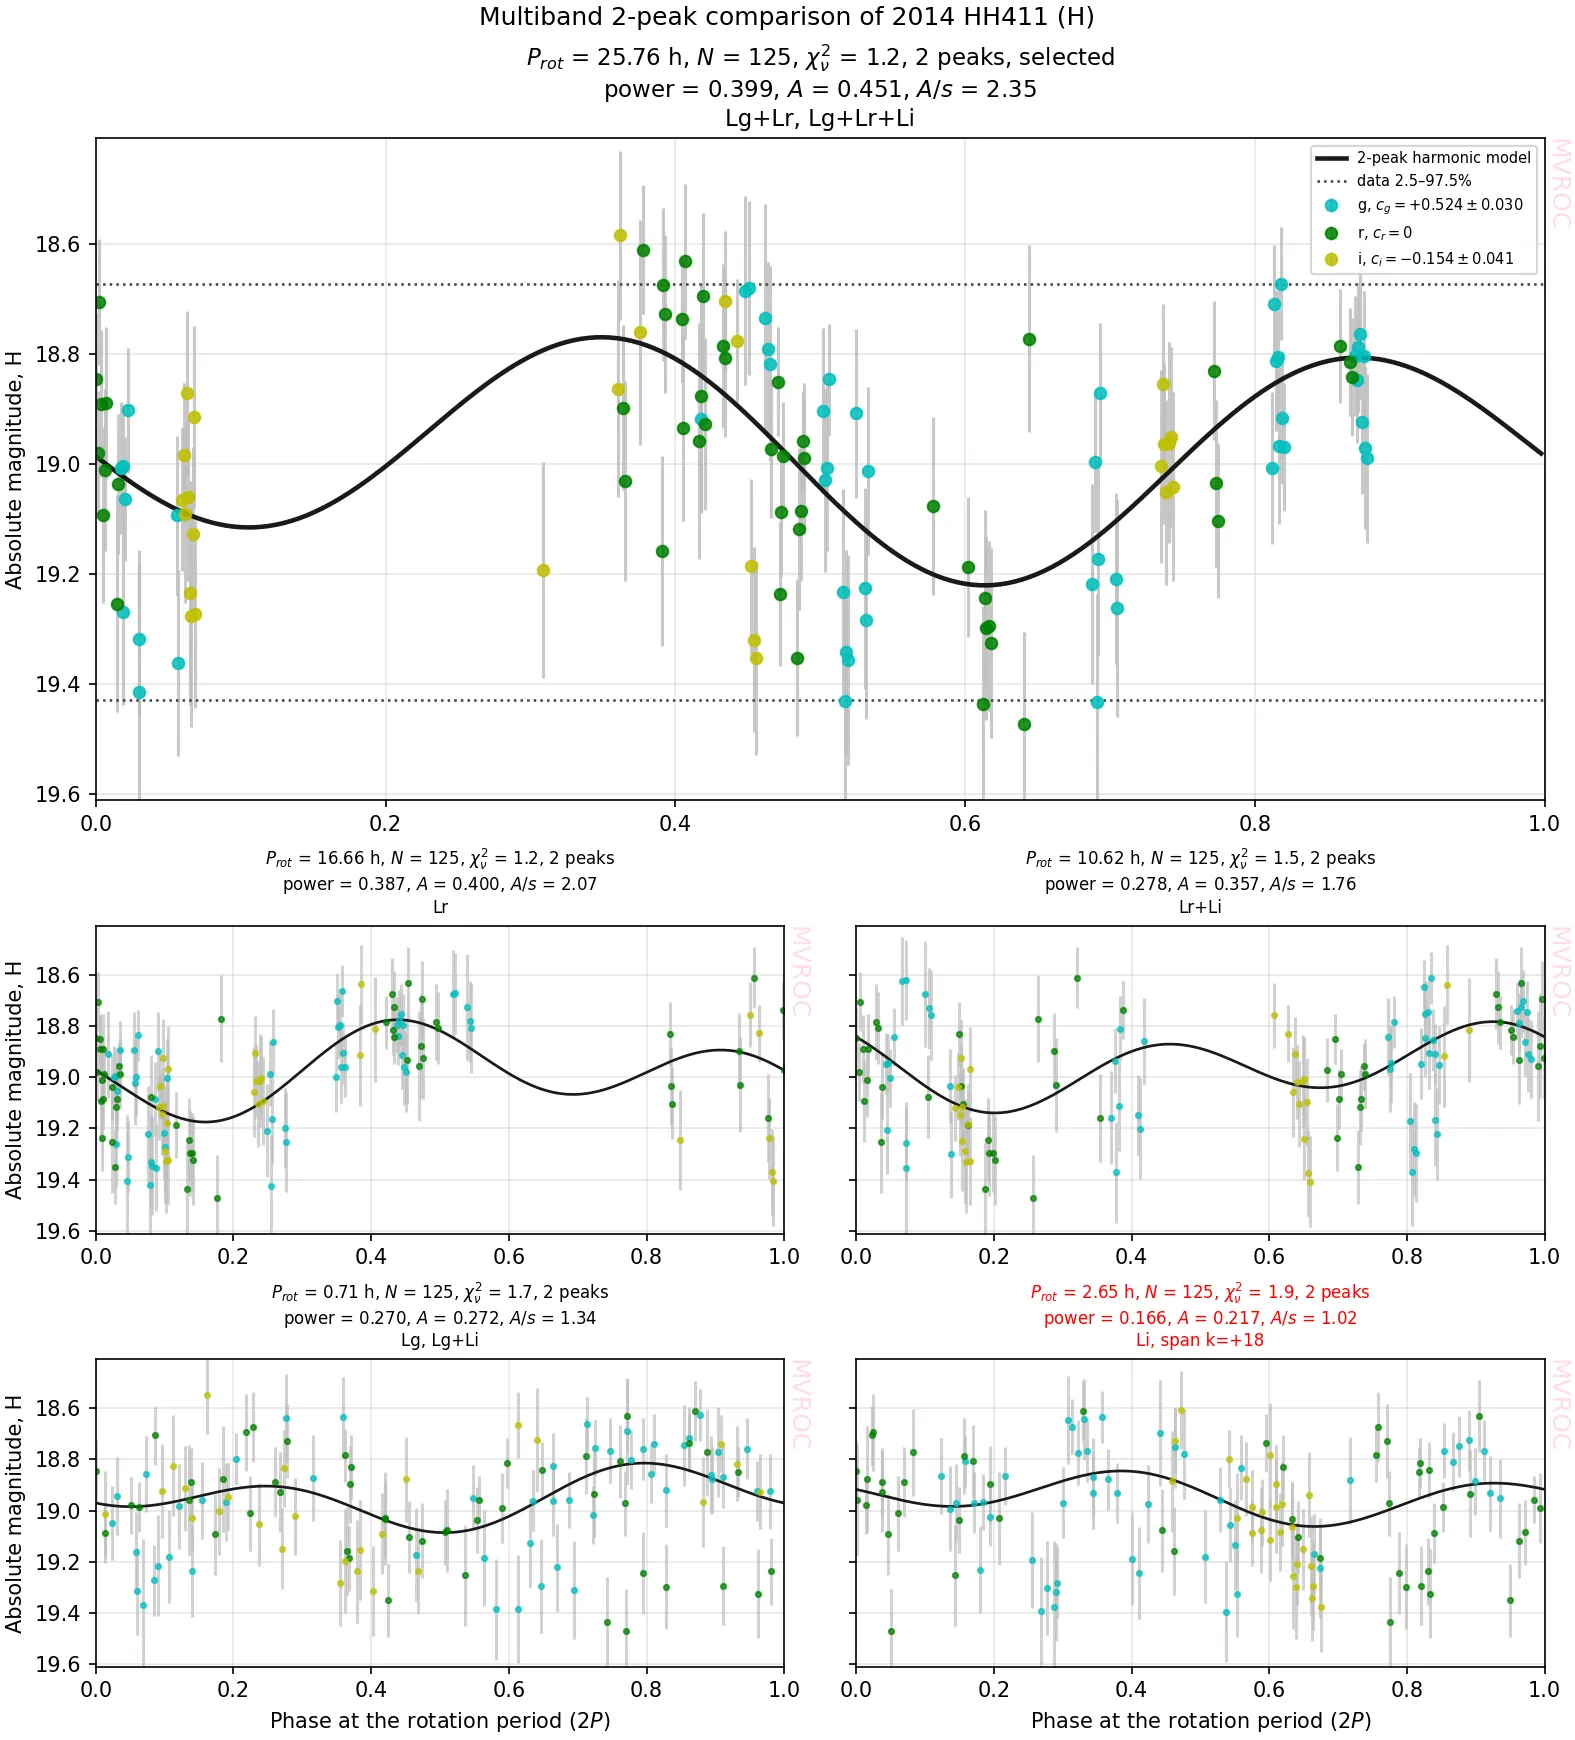 Multiband 2-peak comparison of 2014 HH411 (H)
P_rot = 25.76 h, N = 125, χ²_ν = 1.2, 2 peaks, selected
power = 0.399, A = 0.451, A/s = 2.35
Lg+Lr, Lg+Lr+Li
MVROC
2-peak harmonic model
data 2.5–97.5%
g, c_g = +0.524 ± 0.030
r, c_r = 0
i, c_i = −0.154 ± 0.041
Absolute magnitude, H
18.6
18.8
19.0
19.2
19.4
19.6
0.0 0.2 0.4 0.6 0.8 1.0
P_rot = 16.66 h, N = 125, χ²_ν = 1.2, 2 peaks
power = 0.387, A = 0.400, A/s = 2.07
Lr
MVROC
Absolute magnitude, H
18.6
18.8
19.0
19.2
19.4
19.6
0.0 0.2 0.4 0.6 0.8 1.0
P_rot = 10.62 h, N = 125, χ²_ν = 1.5, 2 peaks
power = 0.278, A = 0.357, A/s = 1.76
Lr+Li
MVROC
0.0 0.2 0.4 0.6 0.8 1.0
P_rot = 0.71 h, N = 125, χ²_ν = 1.7, 2 peaks
power = 0.270, A = 0.272, A/s = 1.34
Lg, Lg+Li
MVROC
Absolute magnitude, H
18.6
18.8
19.0
19.2
19.4
19.6
0.0 0.2 0.4 0.6 0.8 1.0
Phase at the rotation period (2P)
P_rot = 2.65 h, N = 125, χ²_ν = 1.9, 2 peaks
power = 0.166, A = 0.217, A/s = 1.02
Li, span k=+18
MVROC
0.0 0.2 0.4 0.6 0.8 1.0
Phase at the rotation period (2P)